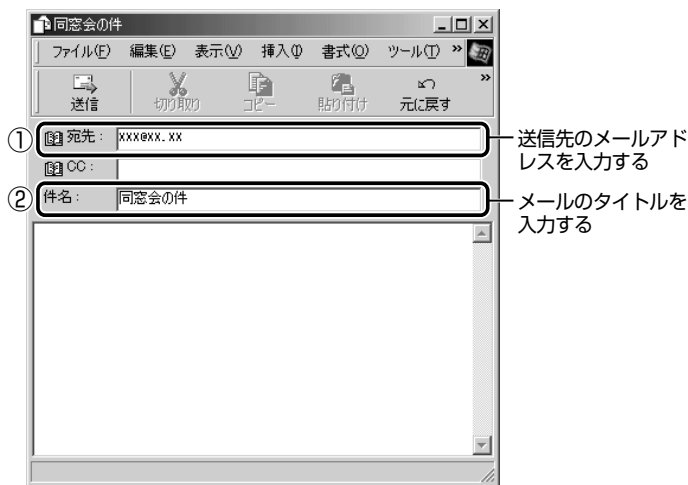 同窓会の件
ファイル(F) 編集(E) 表示(V) 挿入(I) 書式(O) ツール(T) »
送信 切り取り コピー 貼り付け 元に戻す »
① 宛先: xxx@xx.xx
CC:
② 件名: 同窓会の件
送信先のメールアド
レスを入力する
メールのタイトルを
入力する